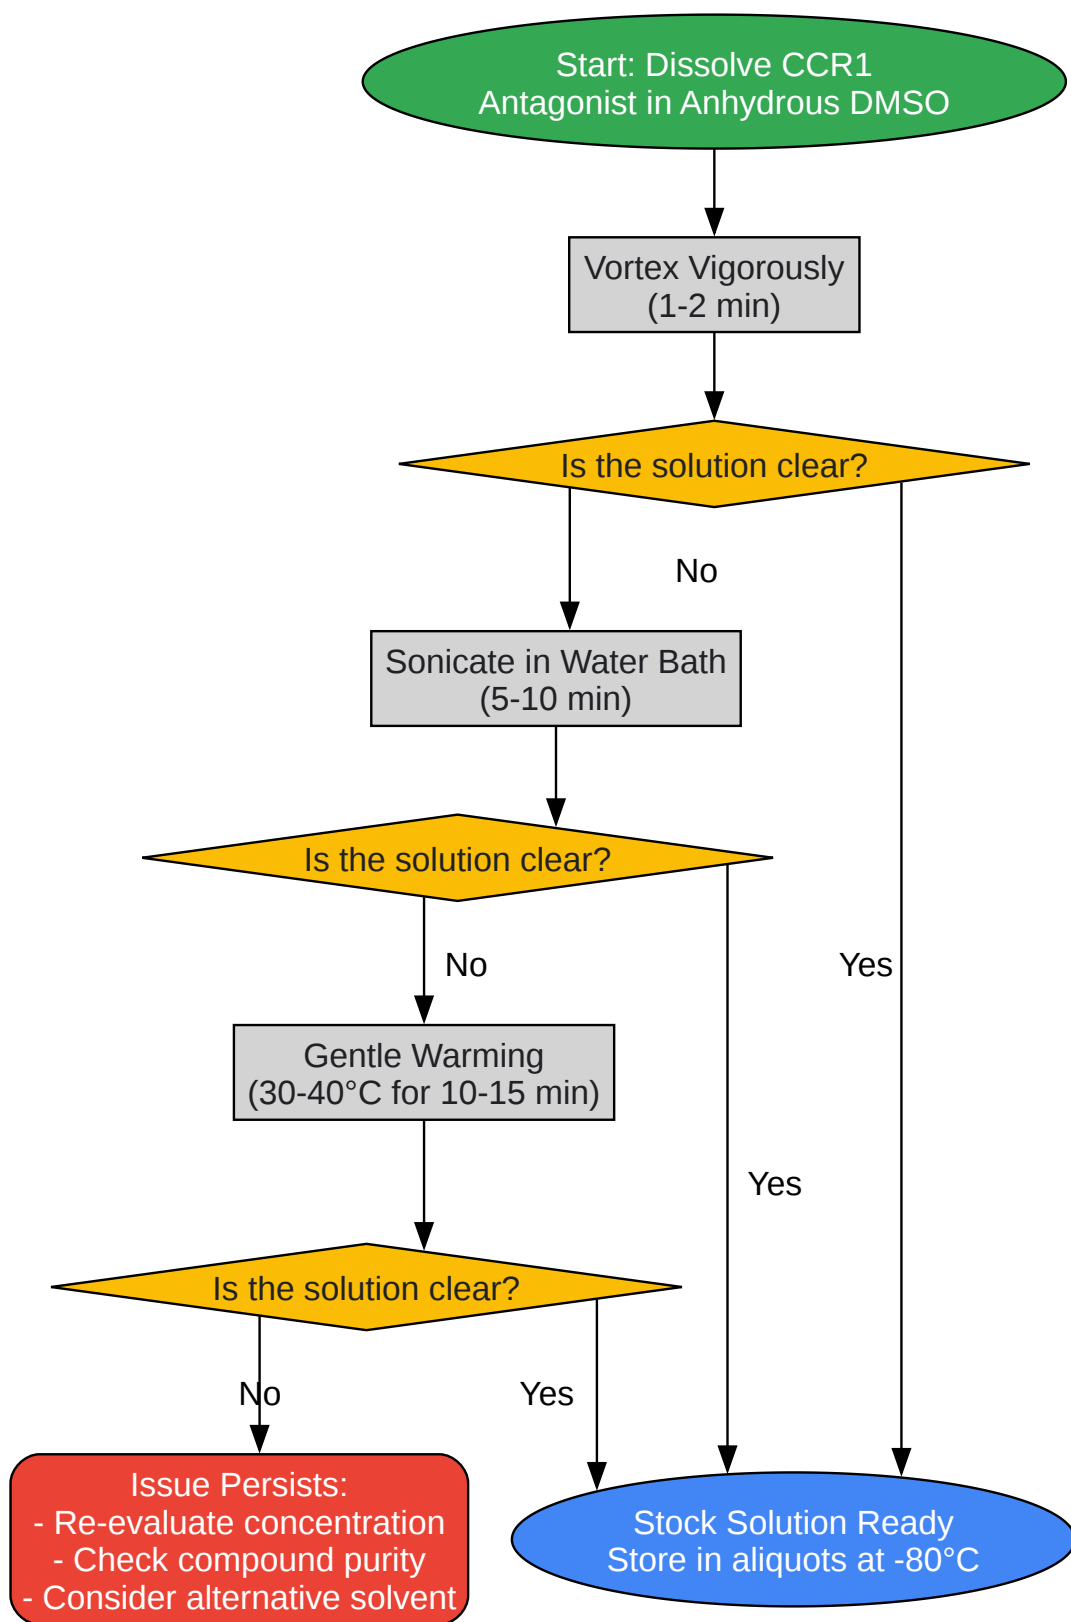 Start: Dissolve CCR1
Antagonist in Anhydrous DMSO
Vortex Vigorously
(1-2 min)
Is the solution clear?
No
Sonicate in Water Bath
(5-10 min)
Is the solution clear?
No
Yes
Gentle Warming
(30-40°C for 10-15 min)
Yes
Is the solution clear?
No
Yes
Issue Persists:
- Re-evaluate concentration
- Check compound purity
- Consider alternative solvent
Stock Solution Ready
Store in aliquots at -80°C